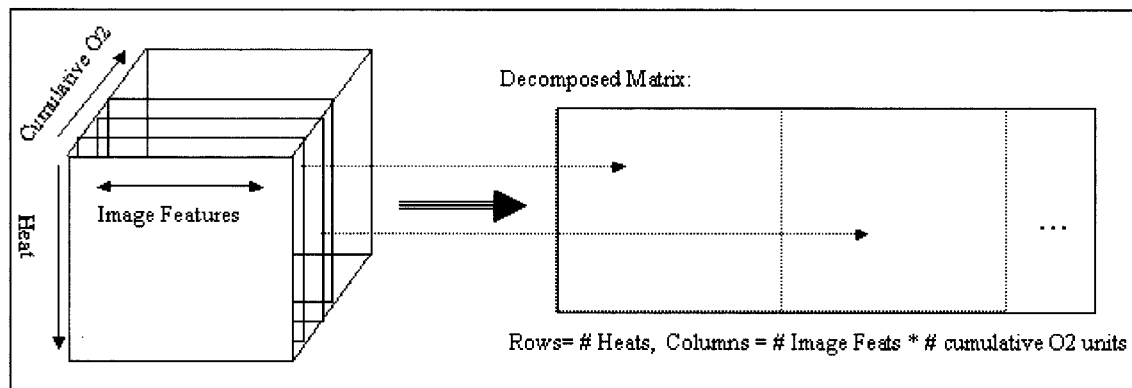 Cumulative O2
Decomposed Matrix:
Image Features
Heat
...
Rows= # Heats, Columns = # Image Feats * # cumulative O2 units